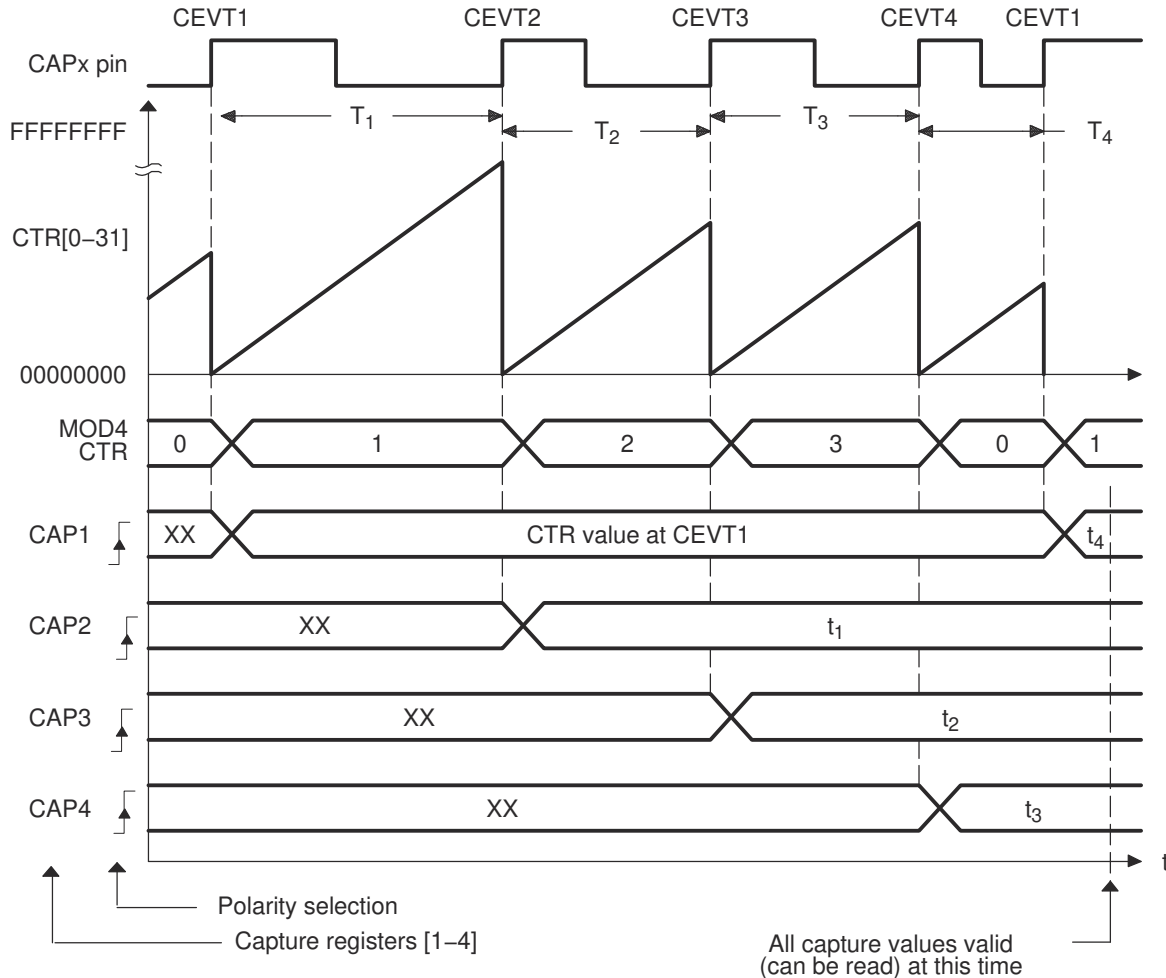 CEVT1 CEVT2 CEVT3 CEVT4 CEVT1
CAPx pin
T1 T3
FFFFFFFF T2 T4
CTR[0−31]
00000000
MOD4
CTR
0 1 2 3 0 1
CAP1 XX CTR value at CEVT1 t4
CAP2 XX t1
CAP3 XX t2
CAP4 XX t3
t
Polarity selection
Capture registers [1−4]
All capture values valid
(can be read) at this time